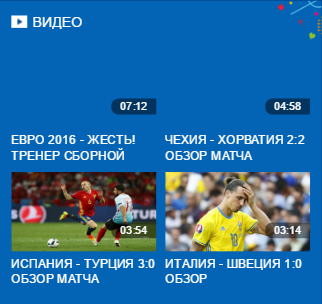 ВИДЕО
07:12
04:58
ЕВРО 2016 - ЖЕСТЬ!
ТРЕНЕР СБОРНОЙ
ЧЕХИЯ - ХОРВАТИЯ 2:2
ОБЗОР МАТЧА
03:54
03:14
ИСПАНИЯ - ТУРЦИЯ 3:0
ОБЗОР МАТЧА
ИТАЛИЯ - ШВЕЦИЯ 1:0
ОБЗОР